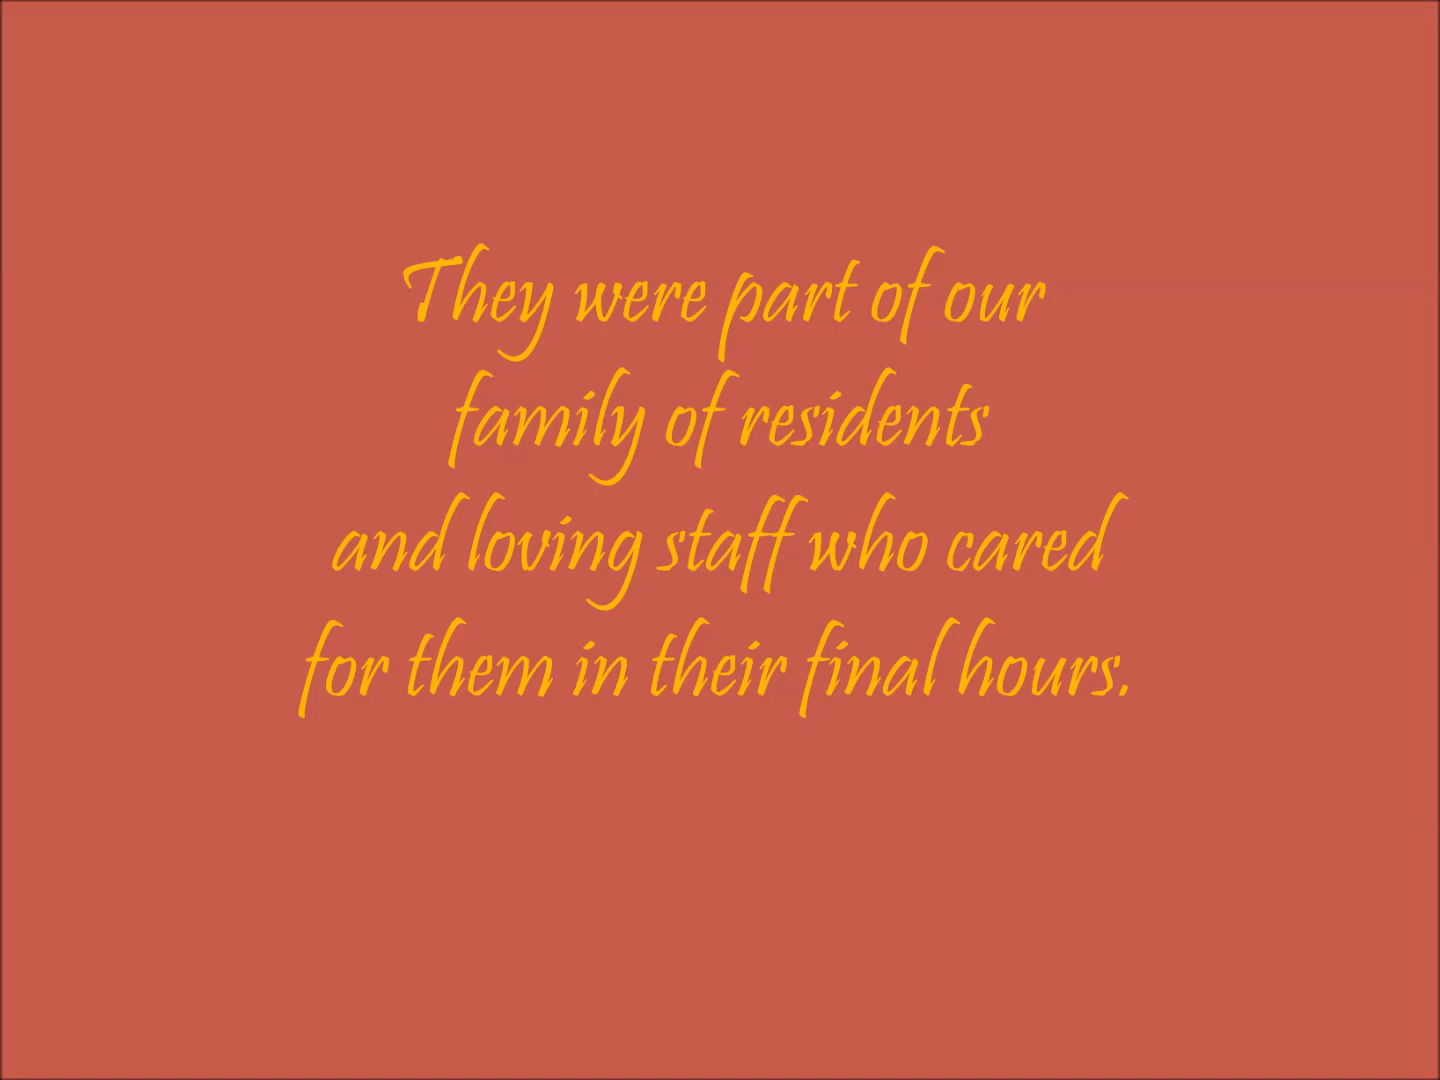 They were part of our
family of residents
and loving staff who cared
for them in their final hours.